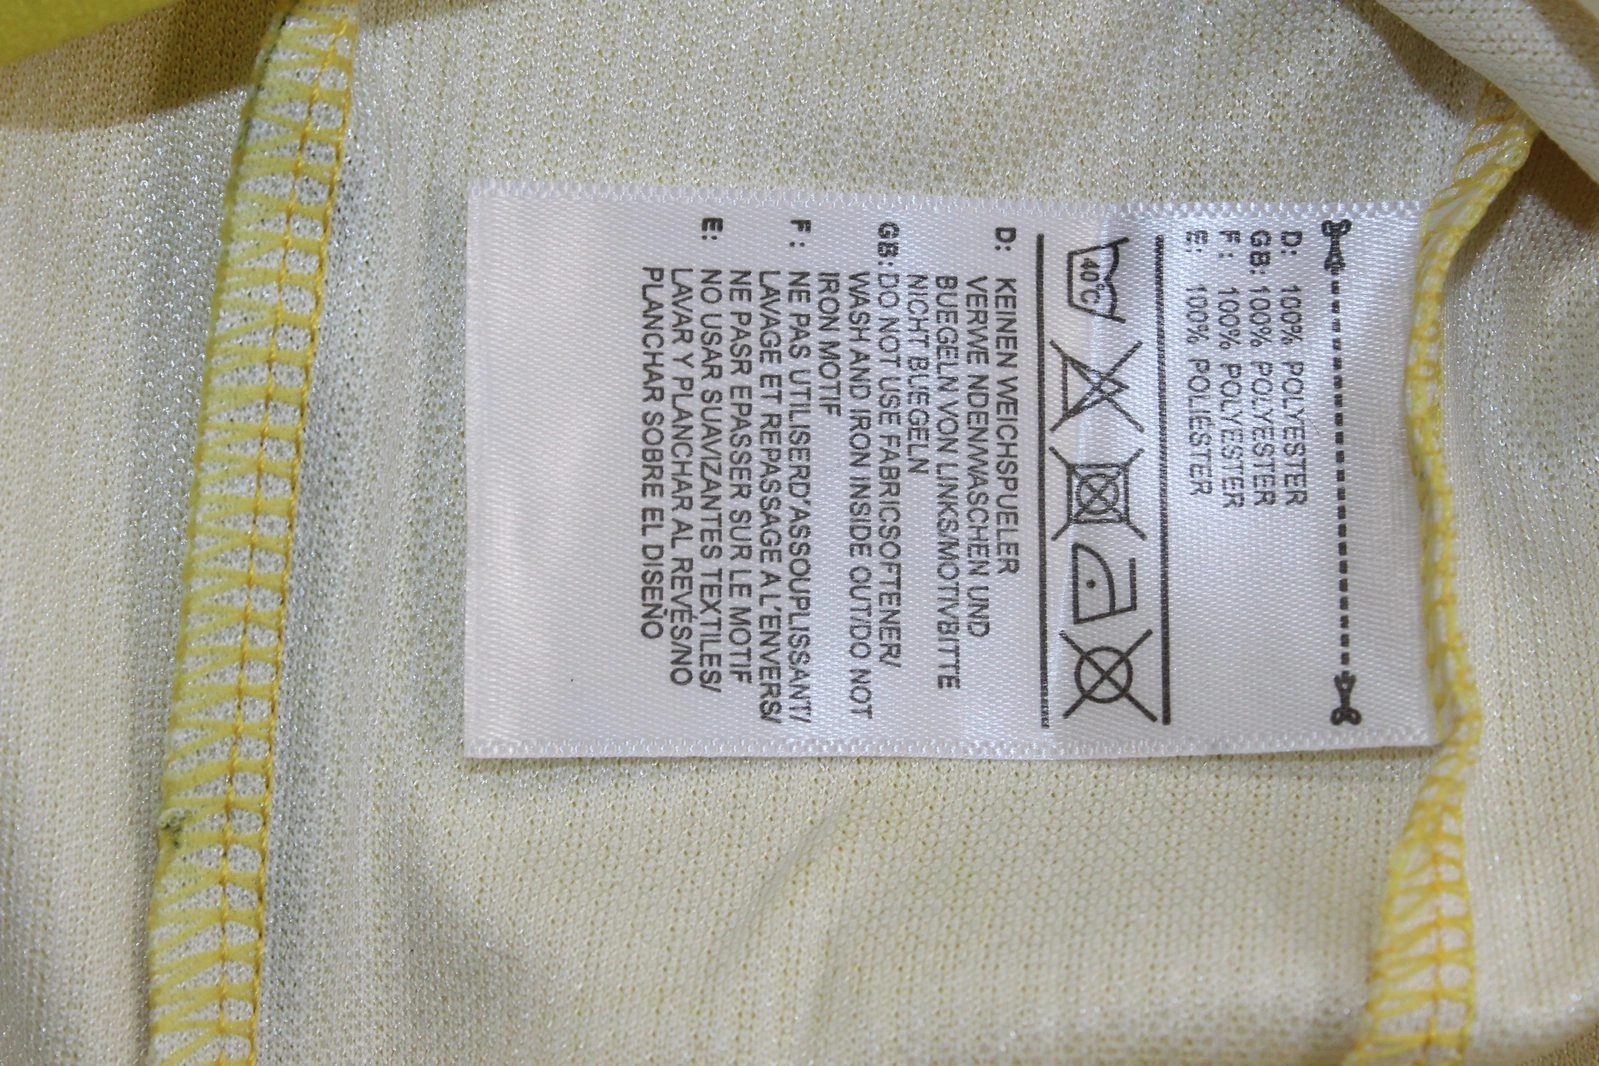 D: 100% POLYESTER
GB: 100% POLYESTER
F: 100% POLYESTER
E: 100% POLIÉSTER
40°C
D: KEINEN WEICHSPUELER
VERWE NDEN/WASCHEN UND
BUEGELN VON LINKS/MOTIV/BITTE
NICHT BUEGELN
GB: DO NOT USE FABRICSOFTENER/
WASH AND IRON INSIDE OUT/DO NOT
IRON MOTIF
F: NE PAS UTILISERD'ASSOUPLISSANT/
LAVAGE ET REPASSAGE A L'ENVERS/
NE PASR EPASSER SUR LE MOTIF
E: NO USAR SUAVIZANTES TEXTILES/
LAVAR Y PLANCHAR AL REVÉS/NO
PLANCHAR SOBRE EL DISEÑO